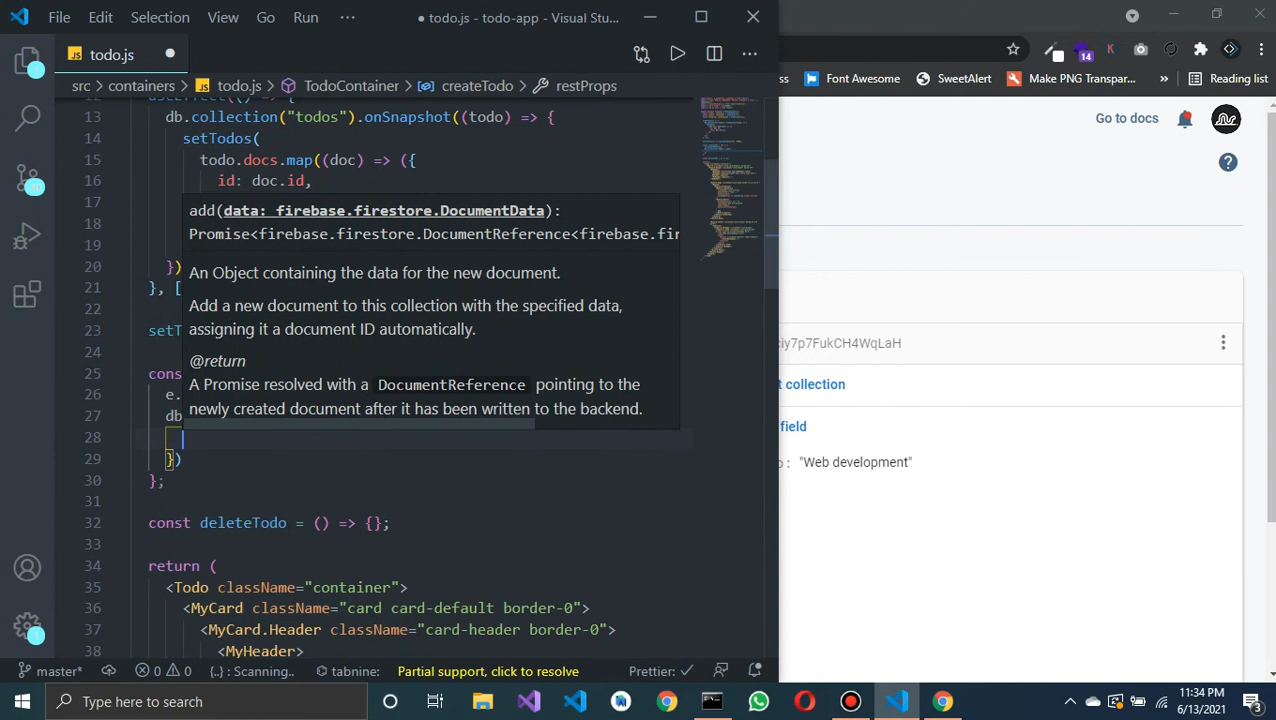 File Edit Selection View Go Run ··· ● todo.js - todo-app - Visual Stu...
todo.js
src > containers > todo.js > TodoContainer > createTodo > restProps
13 db.collection("todos").onSnapshot((todo) => {
14 setTodos(
15 todo.docs.map((doc) => ({
16 id: doc.id,
17
18
19
20 })
21 }, [
22
23 setT
24
25 cons
26 e.
27 db
28
29 })
30 };
31
32 const deleteTodo = () => {};
33
34 return (
35 <Todo className="container">
36 <MyCard className="card card-default border-0">
37 <MyCard.Header className="card-header border-0">
38 <MyHeader>
add(data: firebase.firestore.DocumentData):
Promise<firebase.firestore.DocumentReference<firebase.fir
An Object containing the data for the new document.
Add a new document to this collection with the specified data,
assigning it a document ID automatically.
@return
A Promise resolved with a DocumentReference pointing to the
newly created document after it has been written to the backend.
master* 0 0 {..} : Scanning.. tabnine: Partial support, click to resolve Prettier: ✓
14
ss Font Awesome SweetAlert Make PNG Transpar... » Reading list
Go to docs
iy7p7FukCH4WqLaH
t collection
field
o : "Web development"
Type here to search
11:34 PM
6/13/2021
3